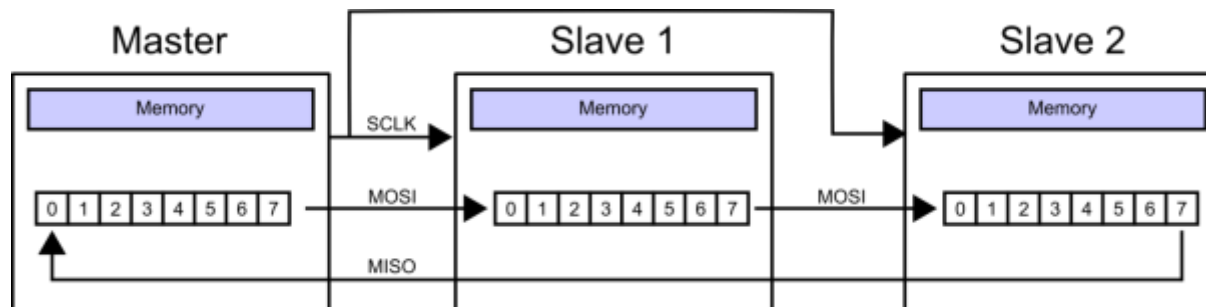 Master Slave 1 Slave 2
Memory Memory Memory
SCLK
0 1 2 3 4 5 6 7 MOSI 0 1 2 3 4 5 6 7 MOSI 0 1 2 3 4 5 6 7
MISO